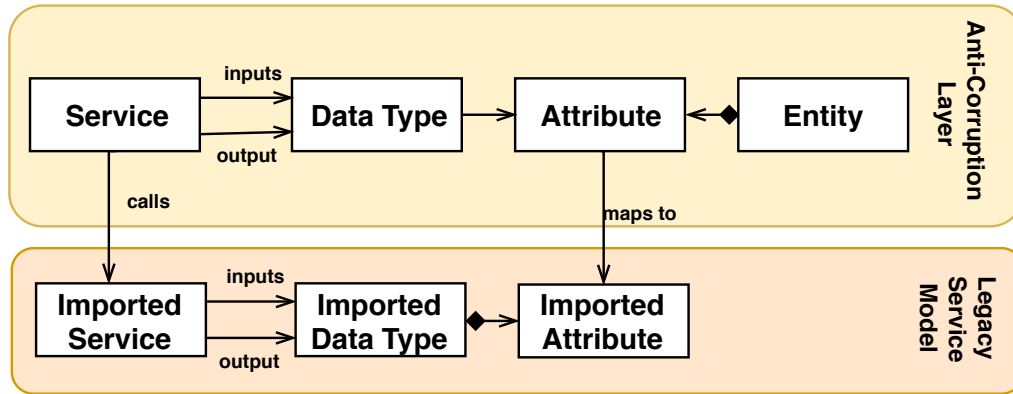 Anti-Corruption
Layer
inputs
Service
Data Type
Attribute
Entity
output
calls
maps to
Legacy
Service
Model
inputs
Imported
Service
Imported
Data Type
Imported
Attribute
output